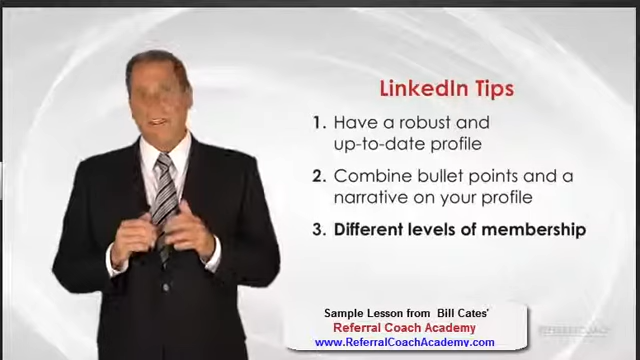 LinkedIn Tips
1. Have a robust and
up-to-date profile
2. Combine bullet points and a
narrative on your profile
3. Different levels of membership
Sample Lesson from Bill Cates'
Referral Coach Academy
www.ReferralCoachAcademy.com
REFERRALCOACH